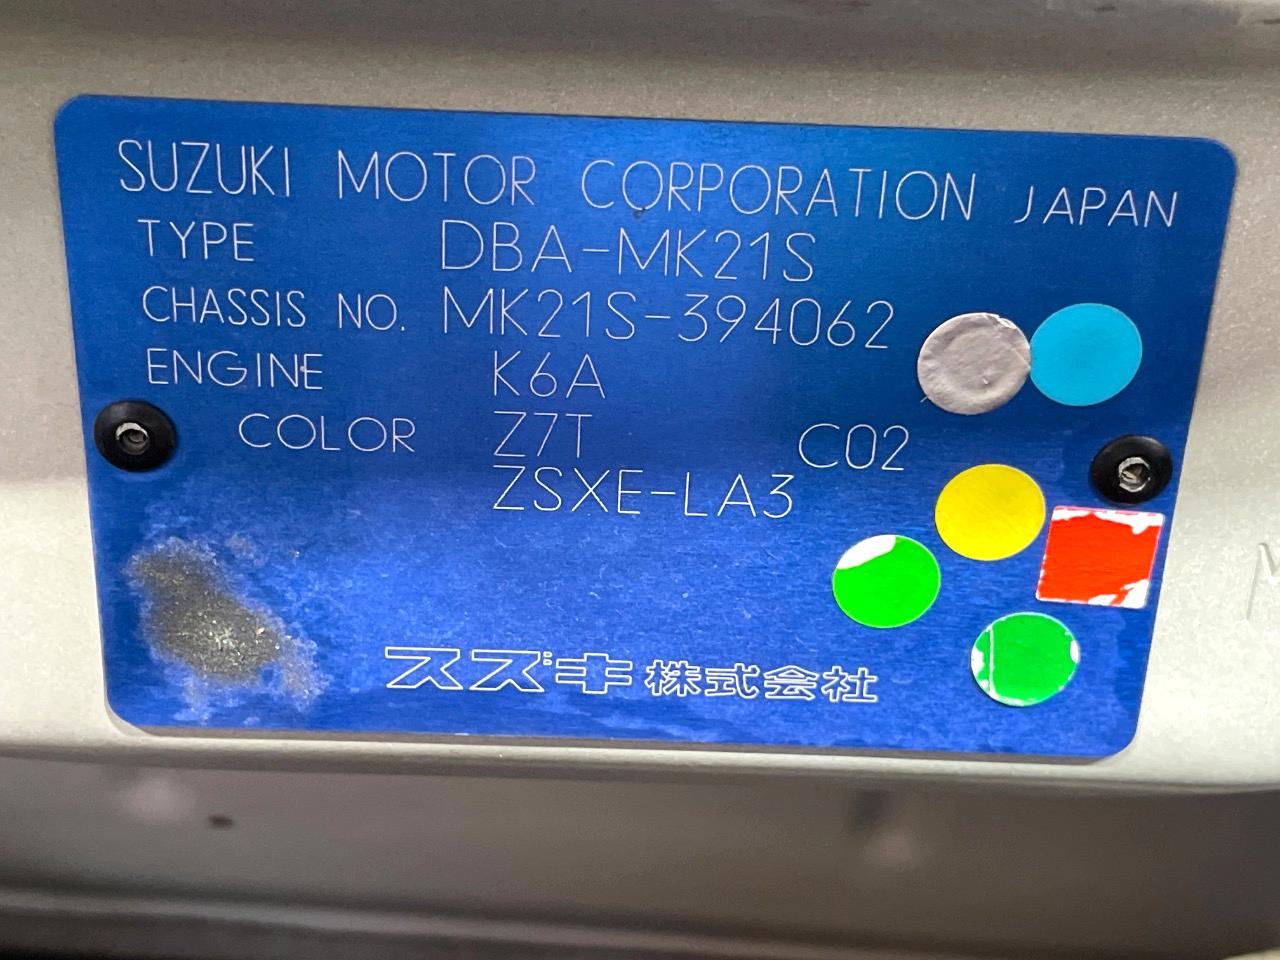 SUZUKI MOTOR CORPORATION JAPAN
TYPE DBA-MK21S
CHASSIS NO. MK21S-394062
ENGINE K6A
COLOR Z7T C02
ZSXE-LA3
スズキ株式会社